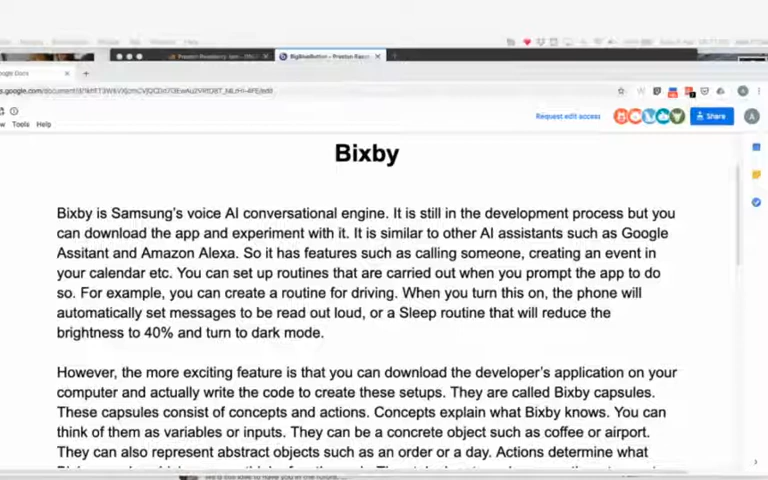 BigBlueButton - Preston Rasp
ogle Docs
Tools Help
Request edit access
Share
A
Bixby
Bixby is Samsung's voice AI conversational engine. It is still in the development process but you
can download the app and experiment with it. It is similar to other AI assistants such as Google
Assitant and Amazon Alexa. So it has features such as calling someone, creating an event in
your calendar etc. You can set up routines that are carried out when you prompt the app to do
so. For example, you can create a routine for driving. When you turn this on, the phone will
automatically set messages to be read out loud, or a Sleep routine that will reduce the
brightness to 40% and turn to dark mode.
However, the more exciting feature is that you can download the developer's application on your
computer and actually write the code to create these setups. They are called Bixby capsules.
These capsules consist of concepts and actions. Concepts explain what Bixby knows. You can
think of them as variables or inputs. They can be a concrete object such as coffee or airport.
They can also represent abstract objects such as an order or a day. Actions determine what